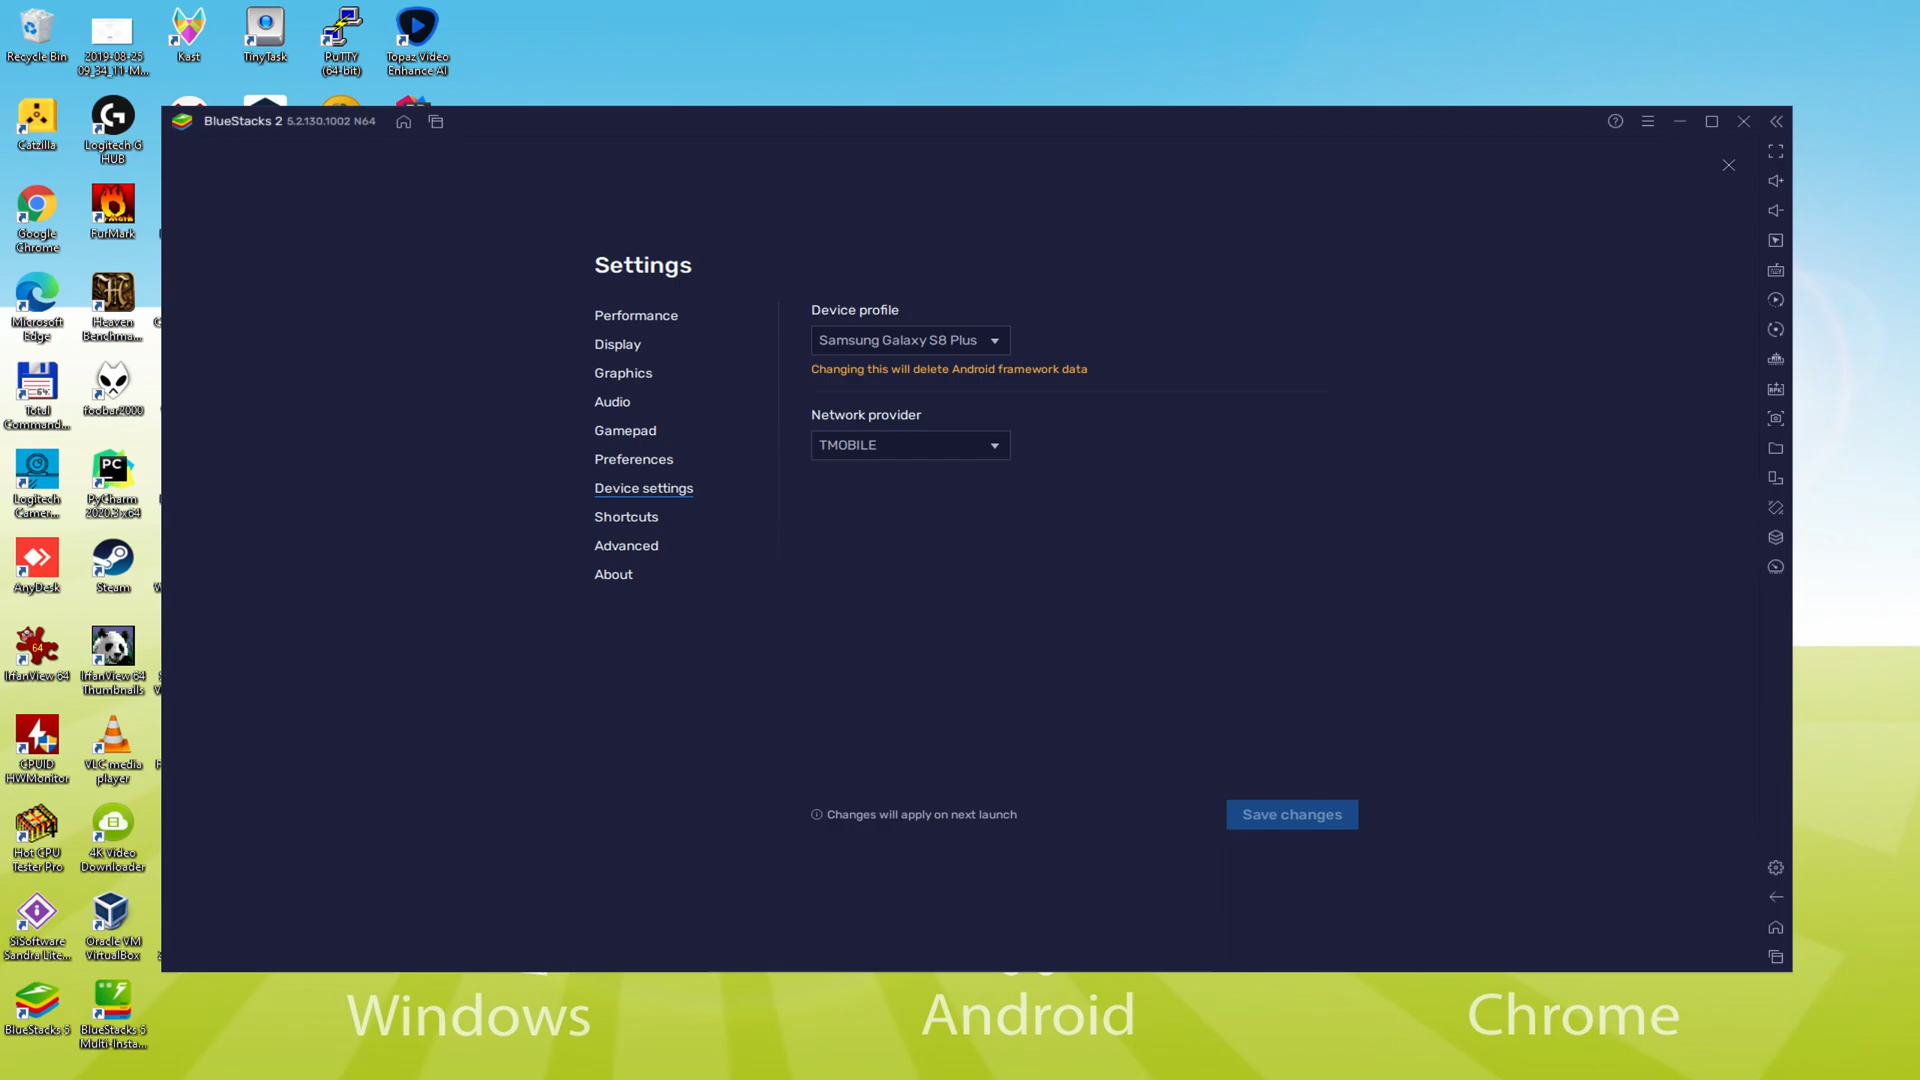 Recycle Bin
2019-08-25
09_34_11-M...
Kast
TinyTask
PuTTY
(64-bit)
Topaz Video
Enhance AI
Catzilla
Logitech G
HUB
Google
Chrome
FurMark
Microsoft
Edge
Heaven
Benchma...
Total
Command...
foobar2000
Logitech
Camer...
PyCharm
2020.3 x64
AnyDesk
Steam
IrfanView 64
IrfanView 64
Thumbnails
CPUID
HWMonitor
VLC media
player
Hot CPU
Tester Pro
4K Video
Downloader
SiSoftware
Sandra Lite...
Oracle VM
VirtualBox
BlueStacks 5
BlueStacks 5
Multi-Insta...
BlueStacks 2 5.2.130.1002 N64
Settings
Performance
Display
Graphics
Audio
Gamepad
Preferences
Device settings
Shortcuts
Advanced
About
Device profile
Samsung Galaxy S8 Plus
Changing this will delete Android framework data
Network provider
TMOBILE
Changes will apply on next launch
Save changes
Windows
Android
Chrome